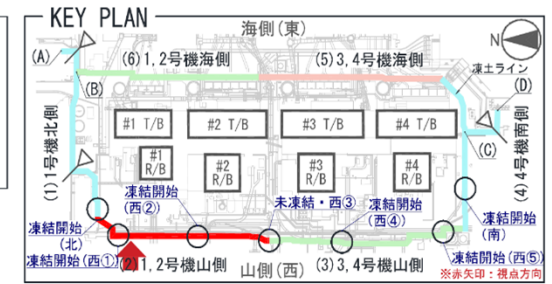 KEY PLAN
海側(東)
N
(A)
(6)1,2号機海側
(5)3,4号機海側
凍土ライン
(B)
(D)
#1 T/B
#2 T/B
#3 T/B
#4 T/B
(C)
(1)1号機北側
(4)4号機南側
#1
R/B
#2
R/B
#3
R/B
#4
R/B
凍結開始
(西②)
未凍結・西③
凍結開始
(西④)
凍結開始
(北)
凍結開始
(南)
凍結開始(西①)
(2)1,2号機山側
山側(西)
(3)3,4号機山側
凍結開始(西⑤)
※赤矢印:視点方向